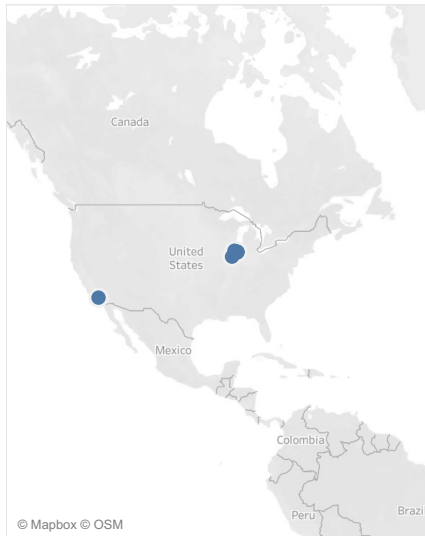 Canada
United
States
Mexico
Colombia
Peru
Brazi
© Mapbox © OSM